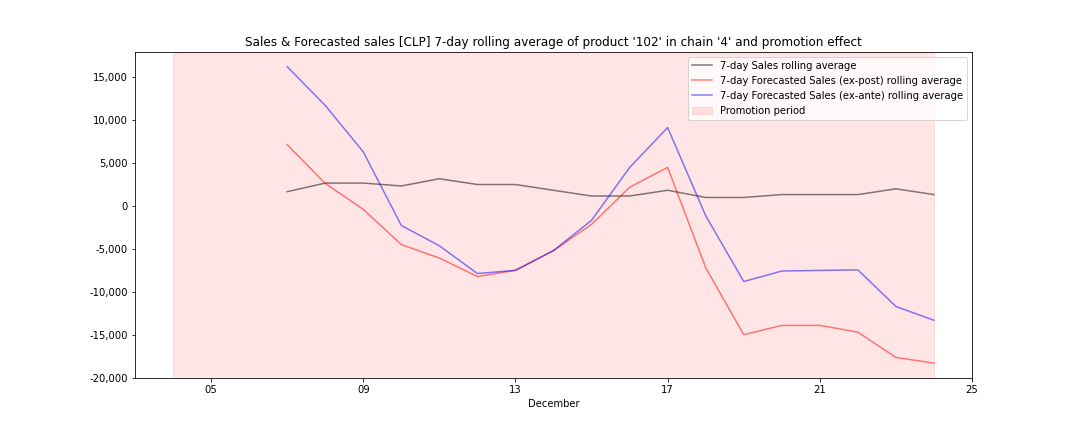 Sales & Forecasted sales [CLP] 7-day rolling average of product '102' in chain '4' and promotion effect
7-day Sales rolling average
7-day Forecasted Sales (ex-post) rolling average
7-day Forecasted Sales (ex-ante) rolling average
Promotion period
15,000
10,000
5,000
0
-5,000
-10,000
-15,000
-20,000
05
09
13
17
21
25
December